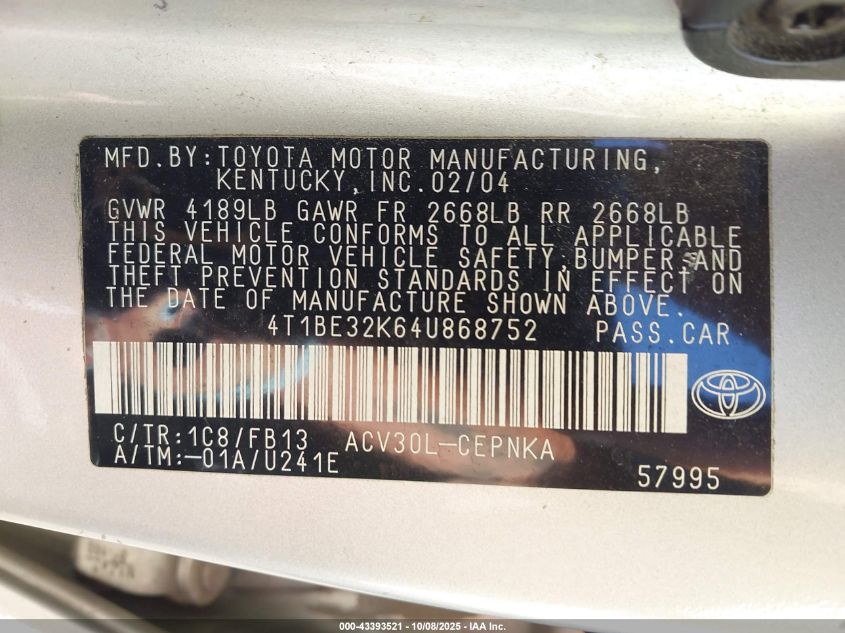 MFD.BY:TOYOTA MOTOR MANUFACTURING,
KENTUCKY,INC.02/04
GVWR 4189LB GAWR FR 2668LB RR 2668LB
THIS VEHICLE CONFORMS TO ALL APPLICABLE
FEDERAL MOTOR VEHICLE SAFETY,BUMPER,AND
THEFT PREVENTION STANDARDS IN EFFECT ON
THE DATE OF MANUFACTURE SHOWN ABOVE.
4T1BE32K64U868752 PASS.CAR
C/TR:1C8/FB13 ACV30L-CEPNKA
A/TM:-01A/U241E
57995
000-43393521 - 10/08/2025 - IAA Inc.